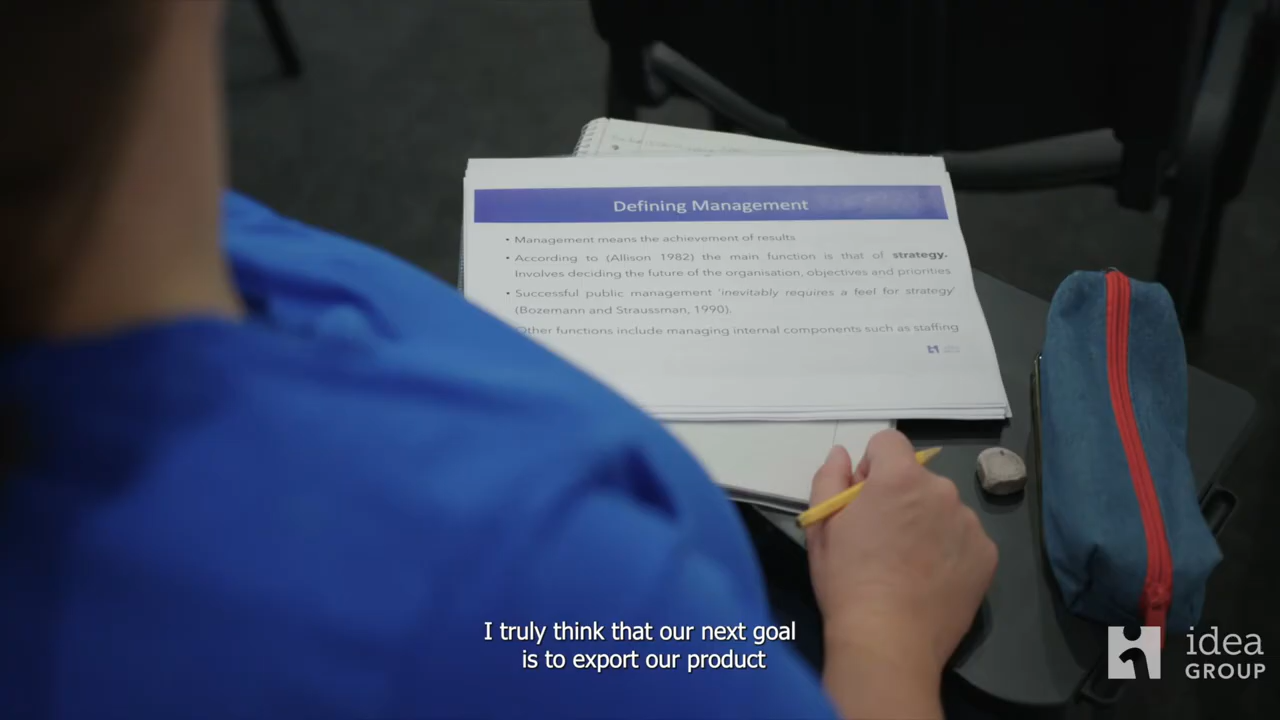 Defining Management
• Management means the achievement of results
• According to (Allison 1982) the main function is that of strategy.
Involves deciding the future of the organisation, objectives and priorities
• Successful public management 'inevitably requires a feel for strategy'
(Bozemann and Straussman, 1990).
Other functions include managing internal components such as staffing
idea
GROUP
I truly think that our next goal
is to export our product
idea
GROUP